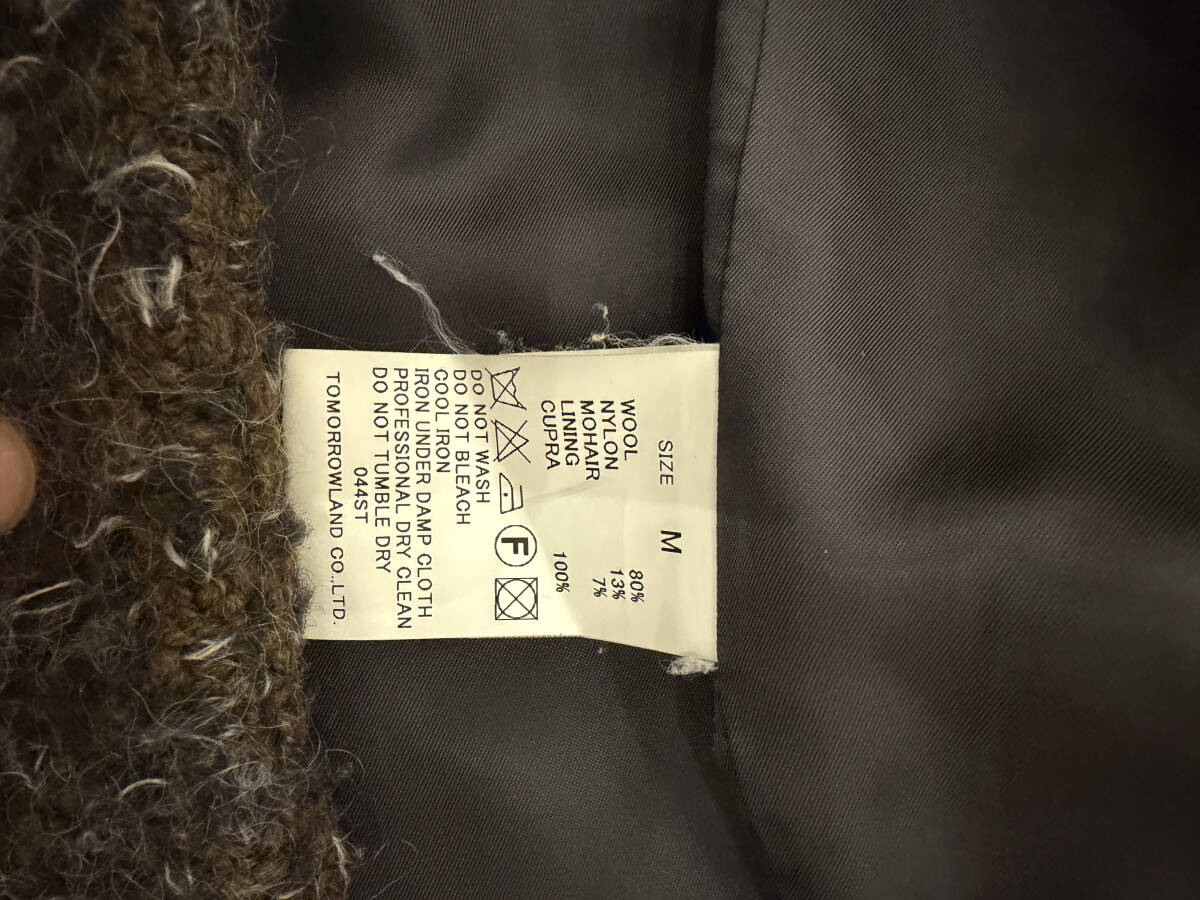 SIZE M
WOOL 80%
NYLON 13%
MOHAIR 7%
LINING
CUPRA 100%
F
DO NOT WASH
DO NOT BLEACH
COOL IRON
IRON UNDER DAMP CLOTH
PROFESSIONAL DRY CLEAN
DO NOT TUMBLE DRY
044ST
TOMORROWLAND CO.,LTD.